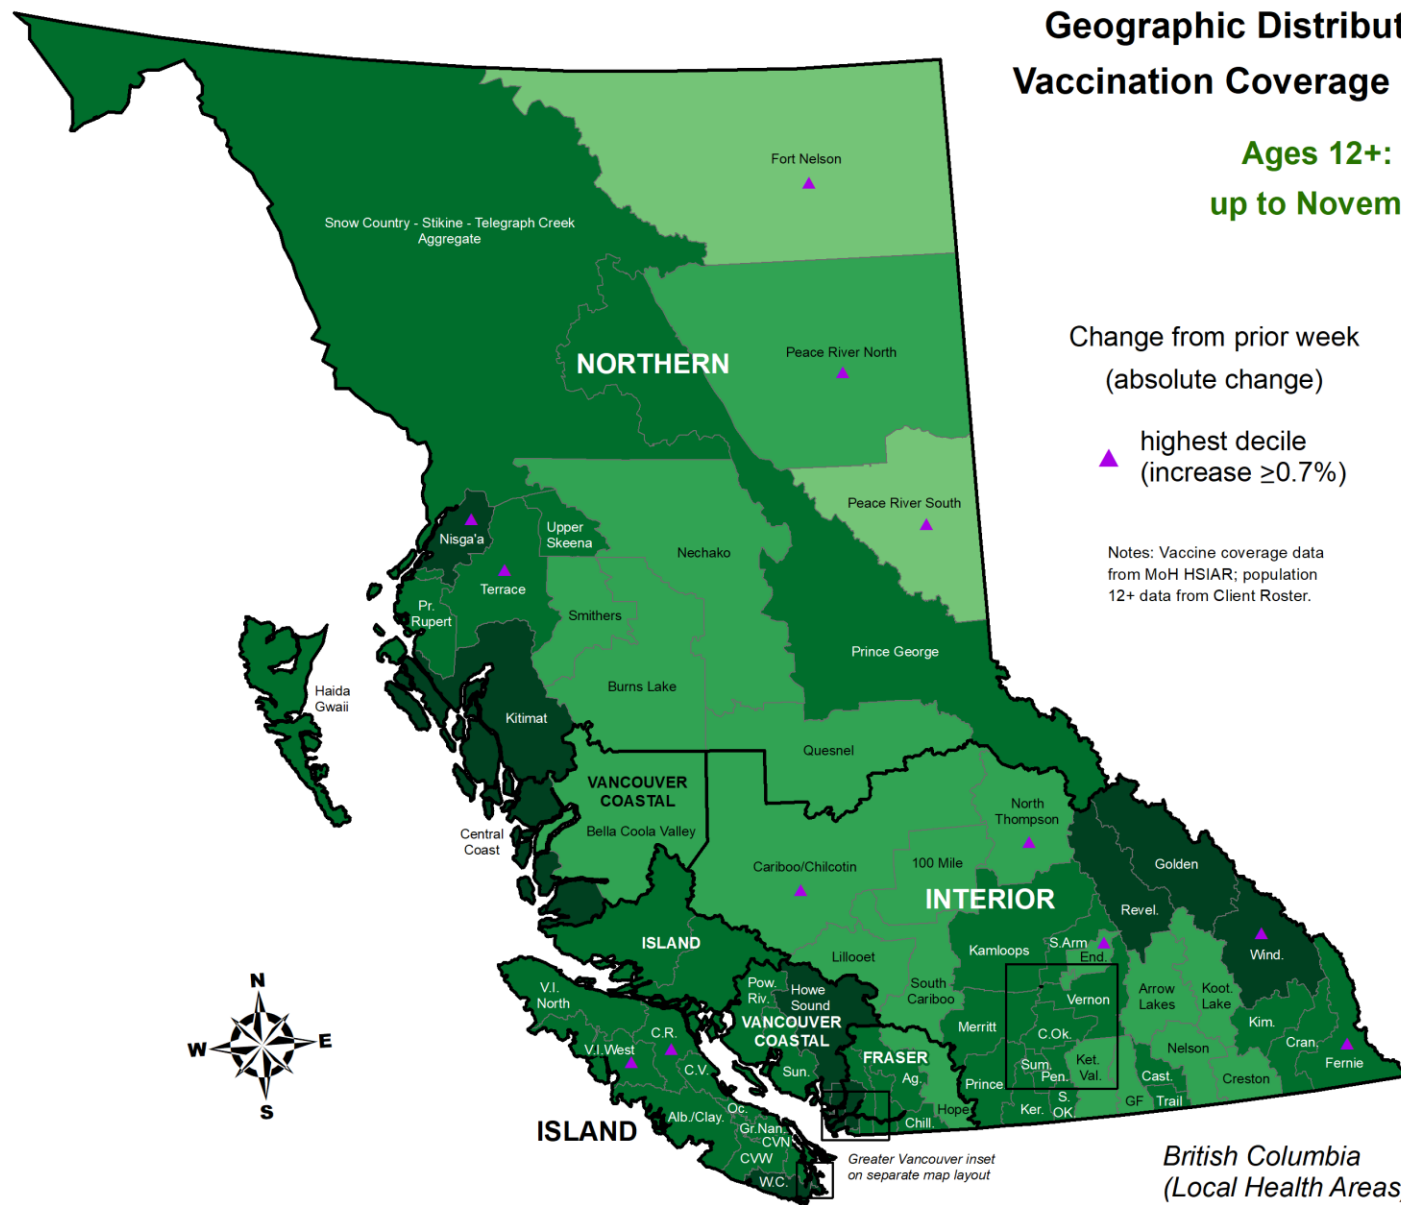 Geographic Distribut
Vaccination Coverage
Ages 12+:
up to Novem
Fort Nelson
Snow Country - Stikine - Telegraph Creek
Aggregate
Change from prior week
(absolute change)
highest decile
(increase ≥0.7%)
Notes: Vaccine coverage data
from MoH HSIAR; population
12+ data from Client Roster.
NORTHERN
Peace River North
Peace River South
Nisga'a
Upper
Skeena
Nechako
Terrace
Pr.
Rupert
Smithers
Prince George
Haida
Gwaii
Burns Lake
Kitimat
Quesnel
VANCOUVER
COASTAL
Bella Coola Valley
Central
Coast
North
Thompson
Cariboo/Chilcotin
100 Mile
Golden
INTERIOR
Revel.
ISLAND
Kamloops
S.Arm
End.
Wind.
Lillooet
South
Cariboo
Pow.
Riv.
Howe
Sound
VANCOUVER
COASTAL
Vernon
Arrow
Lakes
Koot.
Lake
V.I.
North
C.R.
V.I.West
C.V.
Merritt
C.Ok.
Kim.
Cran.
Fernie
FRASER
Sun.
Ag.
Sum.
Pen.
Ket.
Val.
Nelson
Creston
Prince
Cast.
Trail
GF
Ker.
S.
OK
Hope
Chill.
Alb./Clay.
Oc.
Gr.Nan.
CVN
CVW
W.C.
ISLAND
N
W
E
S
Greater Vancouver inset
on separate map layout
British Columbia
(Local Health Areas)